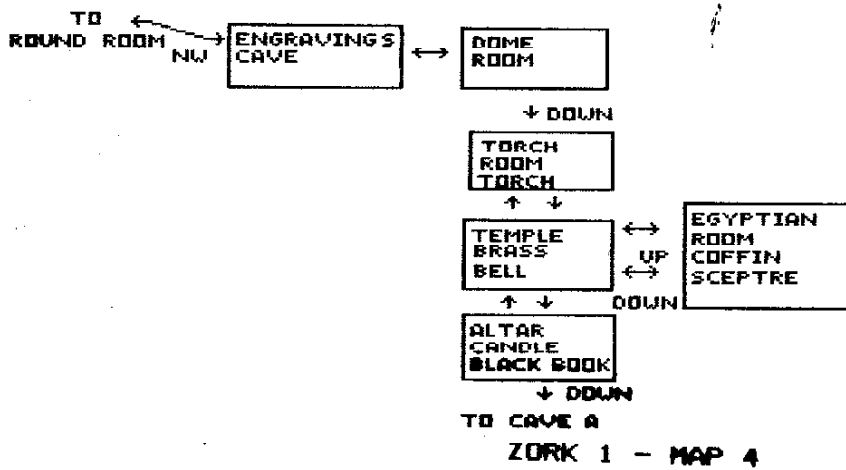 TO
ROUND ROOM
NW
ENGRAVINGS
CAVE
DOME
ROOM
DOWN
TORCH
ROOM
TORCH
TEMPLE
BRASS
BELL
UP
DOWN
EGYPTIAN
ROOM
COFFIN
SCEPTRE
ALTAR
CANDLE
BLACK BOOK
DOWN
TO CAVE A
ZORK 1 - MAP 4